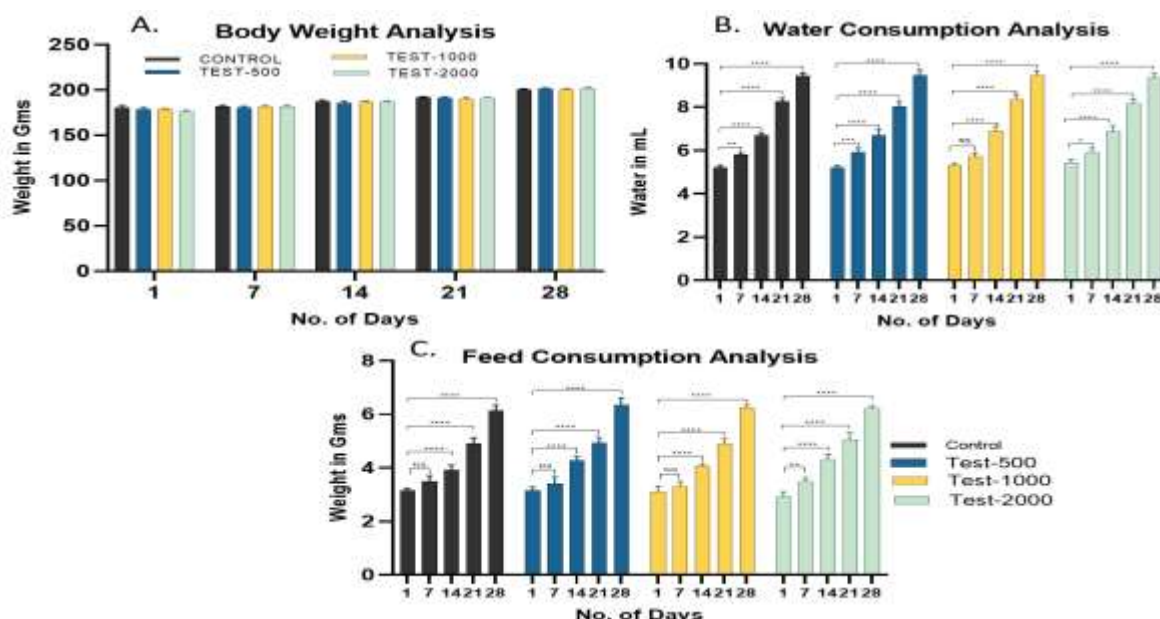 A. Body Weight Analysis
CONTROL
TEST-500
TEST-1000
TEST-2000
Weight in Gms
250
200
150
100
50
0
1 7 14 21 28
No. of Days
B. Water Consumption Analysis
Water in mL
10
8
6
4
2
0
**** **** **** ****
**** **** **** ****
**** **** **** ****
** *** NS
1 7 14 21 28 1 7 14 21 28 1 7 14 21 28 1 7 14 21 28
No. of Days
C. Feed Consumption Analysis
Weight in Gms
8
6
4
2
0
**** **** **** ****
**** **** **** ****
**** **** **** ****
NS NS NS **
1 7 14 21 28 1 7 14 21 28 1 7 14 21 28 1 7 14 21 28
No. of Days
Control
Test-500
Test-1000
Test-2000